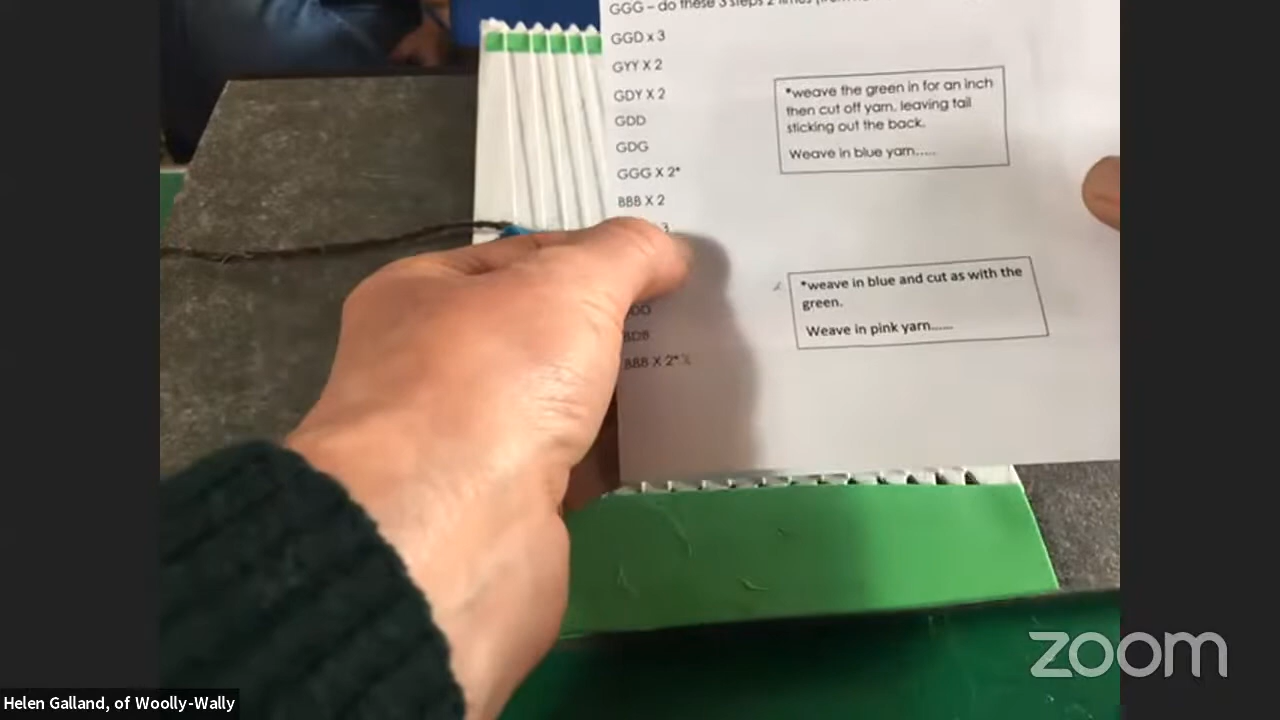 GGG – do these 3 steps 2 times
GGD x 3
GYY X 2
GDY X 2
GDD
GDG
GGG X 2*
BBB X 2
3
BDB
BBB X 2*
*weave the green in for an inch
then cut off yarn, leaving tail
sticking out the back.
Weave in blue yarn.....
*weave in blue and cut as with the
green.
Weave in pink yarn......
zoom
Helen Galland, of Woolly-Wally